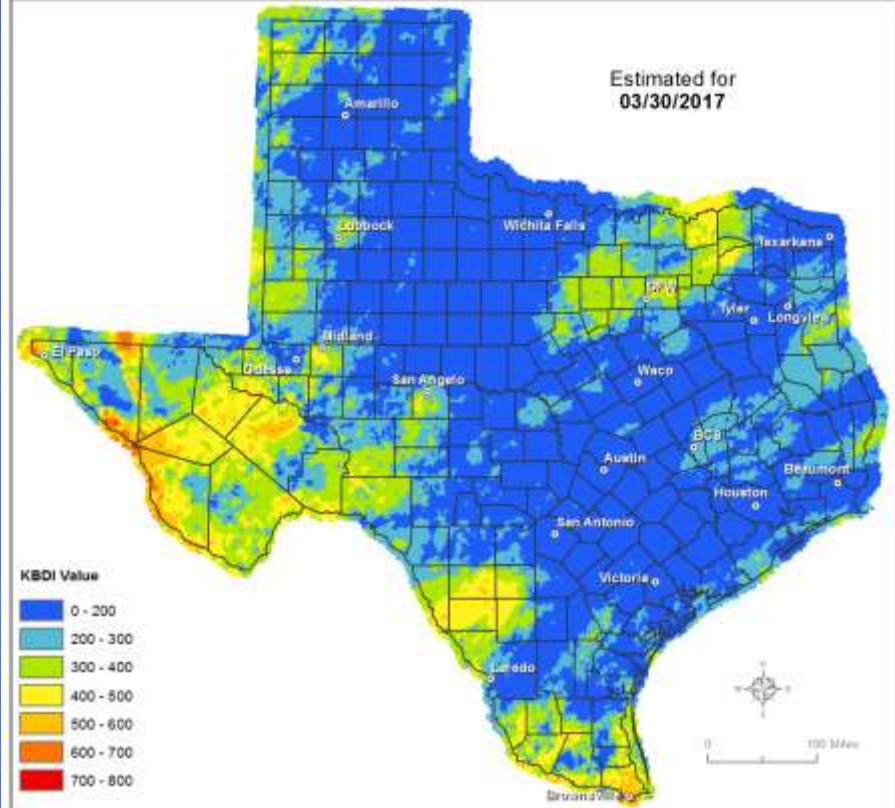 Estimated for
03/30/2017
Amarillo
Lubbock
Wichita Falls
Texarkana
DFW
Tyler
Longview
El Paso
Midland
Odessa
San Angelo
Waco
BCS
Austin
Beaumont
Houston
San Antonio
Victoria
Laredo
Brownsville
KBDI Value
0 - 200
200 - 300
300 - 400
400 - 500
500 - 600
600 - 700
700 - 800
0 100 Miles